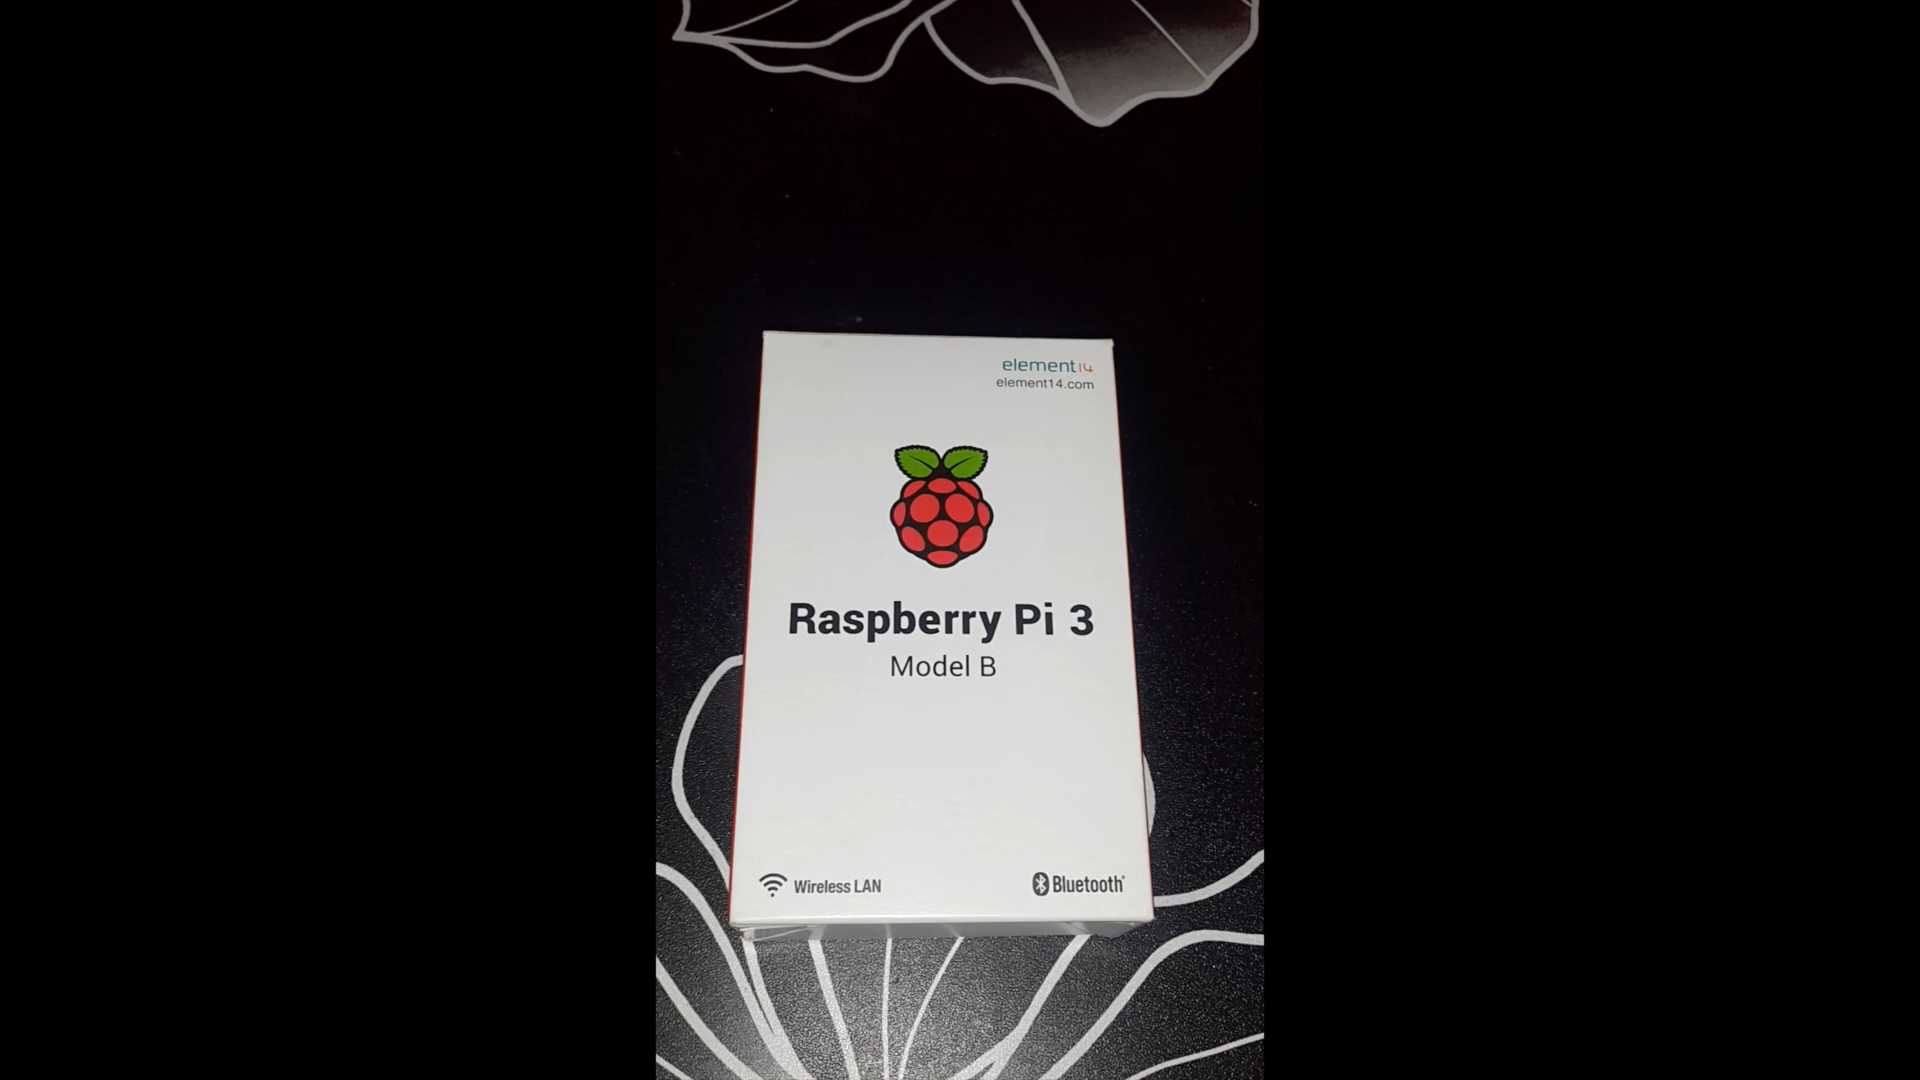 element14
element14.com
Raspberry Pi 3
Model B
Wireless LAN
Bluetooth®